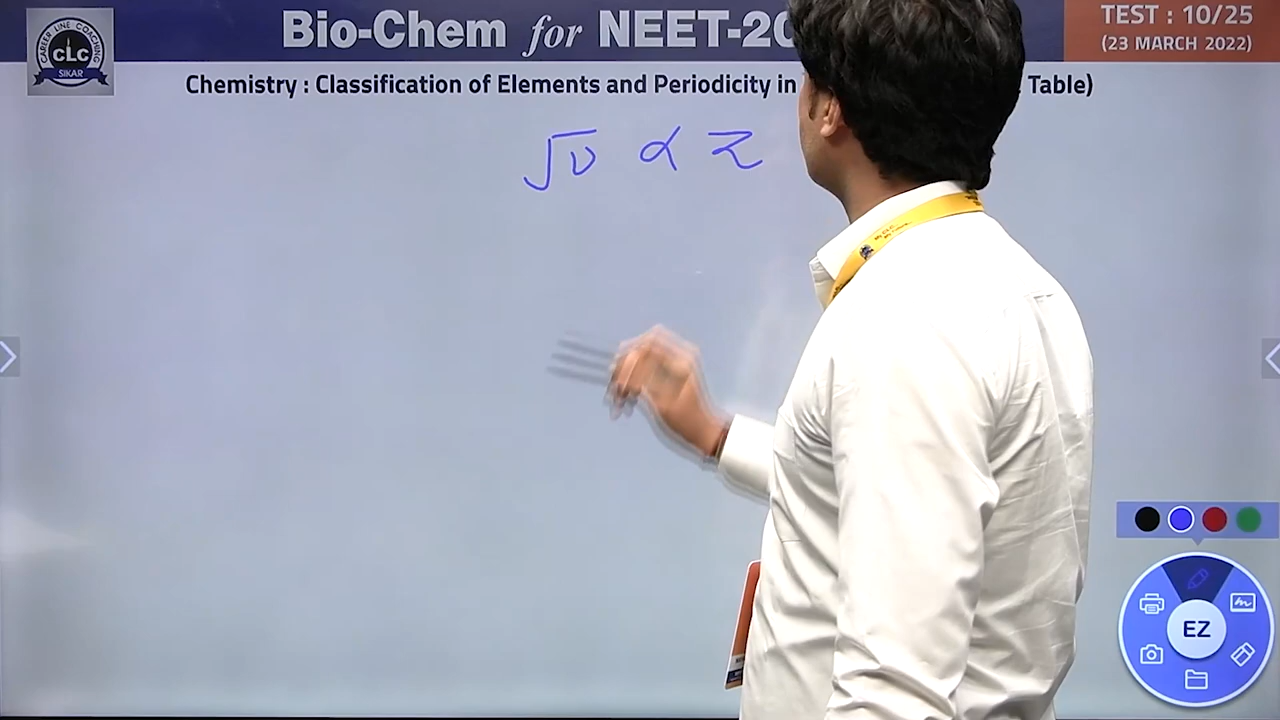 CAREER LINE COACHING
CLC
SIKAR
Bio-Chem for NEET-20
TEST : 10/25
(23 MARCH 2022)
Chemistry : Classification of Elements and Periodicity in Table)
√ν ∝ Z
EZ